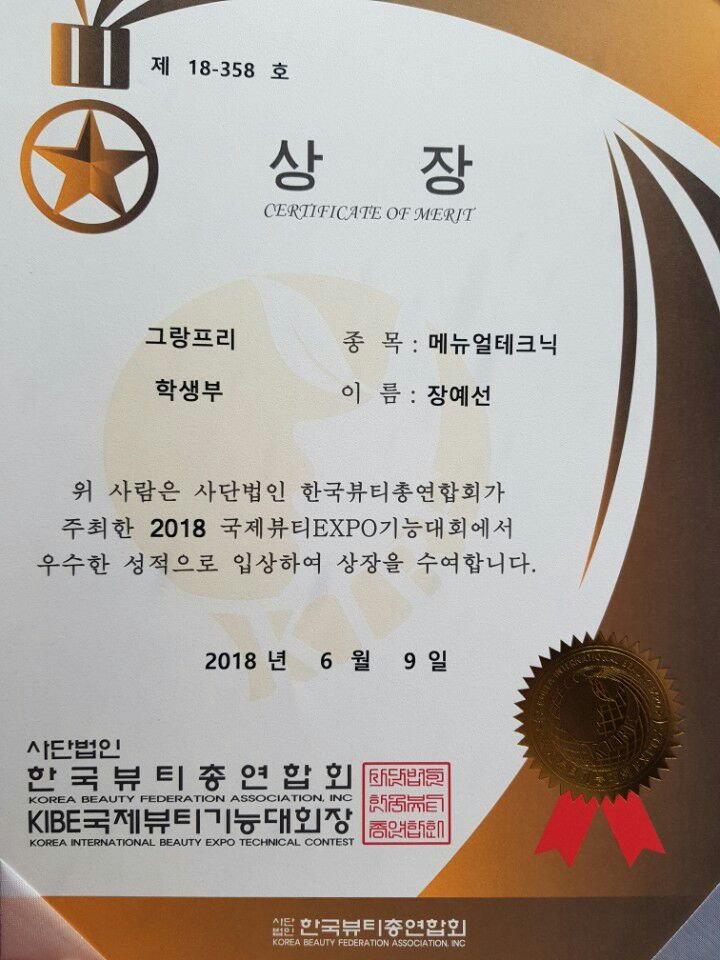 제 18-358 호
상 장
CERTIFICATE OF MERIT
그랑프리 종 목 : 메뉴얼테크닉
학생부 이 름 : 장예선
위 사람은 사단법인 한국뷰티총연합회가
주최한 2018 국제뷰티EXPO기능대회에서
우수한 성적으로 입상하여 상장을 수여합니다.
2018 년 6 월 9 일
사단법인
한국뷰티총연합회
KOREA BEAUTY FEDERATION ASSOCIATION, INC
KIBE국제뷰티기능대회장
KOREA INTERNATIONAL BEAUTY EXPO TECHNICAL CONTEST
사단법인 한국뷰티총연합회
KOREA BEAUTY FEDERATION ASSOCIATION, INC